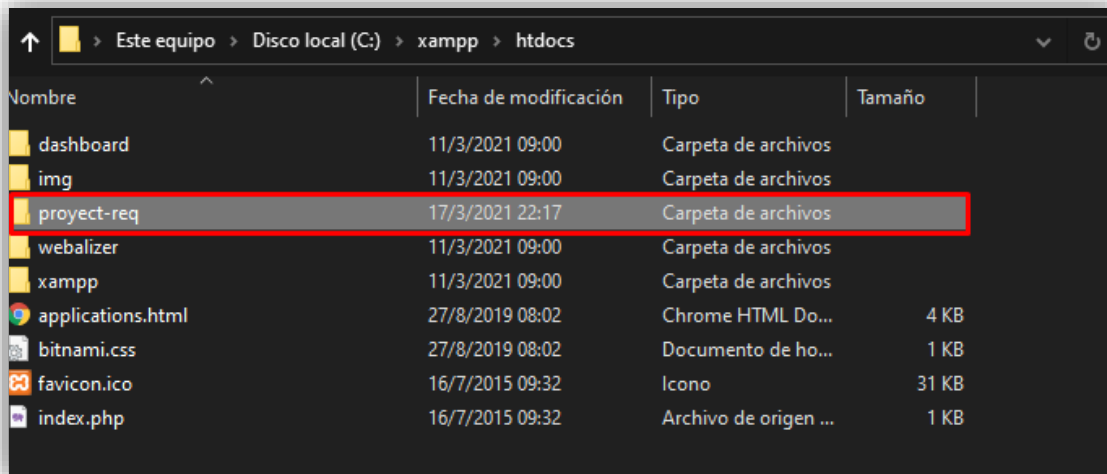 Este equipo > Disco local (C:) > xampp > htdocs
Nombre Fecha de modificación Tipo Tamaño
dashboard 11/3/2021 09:00 Carpeta de archivos
img 11/3/2021 09:00 Carpeta de archivos
proyect-req 17/3/2021 22:17 Carpeta de archivos
webalizer 11/3/2021 09:00 Carpeta de archivos
xampp 11/3/2021 09:00 Carpeta de archivos
applications.html 27/8/2019 08:02 Chrome HTML Do... 4 KB
bitnami.css 27/8/2019 08:02 Documento de ho... 1 KB
favicon.ico 16/7/2015 09:32 Icono 31 KB
index.php 16/7/2015 09:32 Archivo de origen ... 1 KB